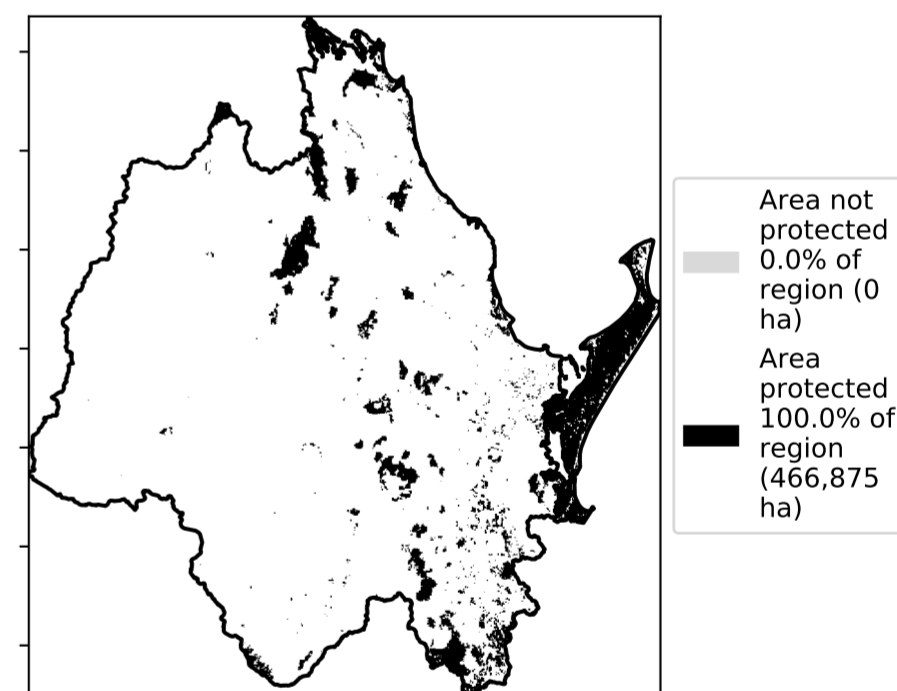 Area not
protected
0.0% of
region (0
ha)
Area
protected
100.0% of
region
(466,875
ha)